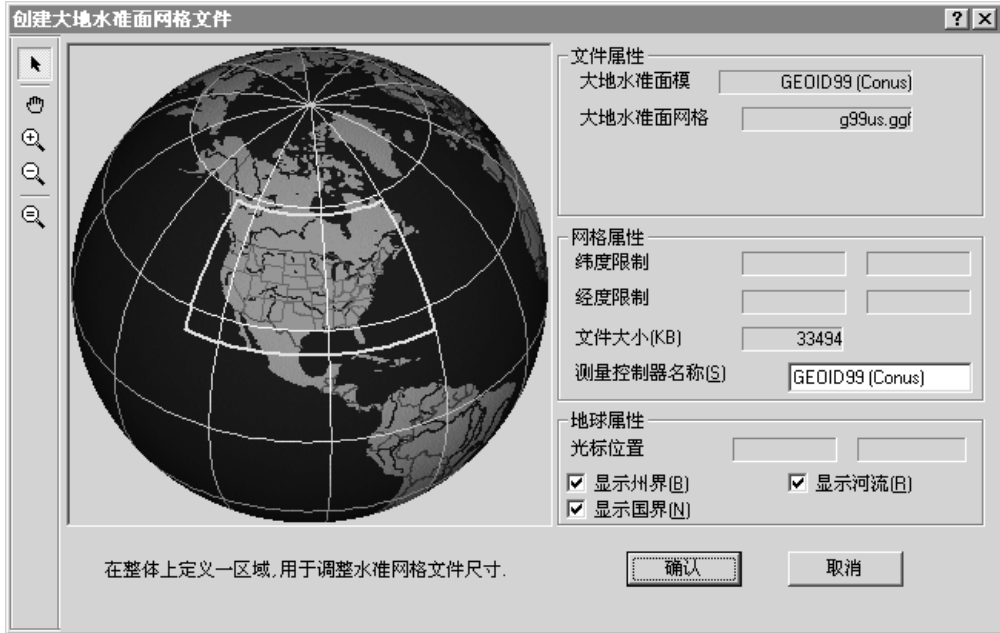 创建大地水准面网格文件
文件属性
大地水准面模 GEOID99 (Conus)
大地水准面网格 g99us.ggf
网格属性
纬度限制
经度限制
文件大小(KB) 33494
测量控制器名称(S) GEOID99 (Conus)
地球属性
光标位置
显示州界(B) 显示河流(R)
显示国界(N)
在整体上定义一区域,用于调整水准网格文件尺寸.
确认 取消